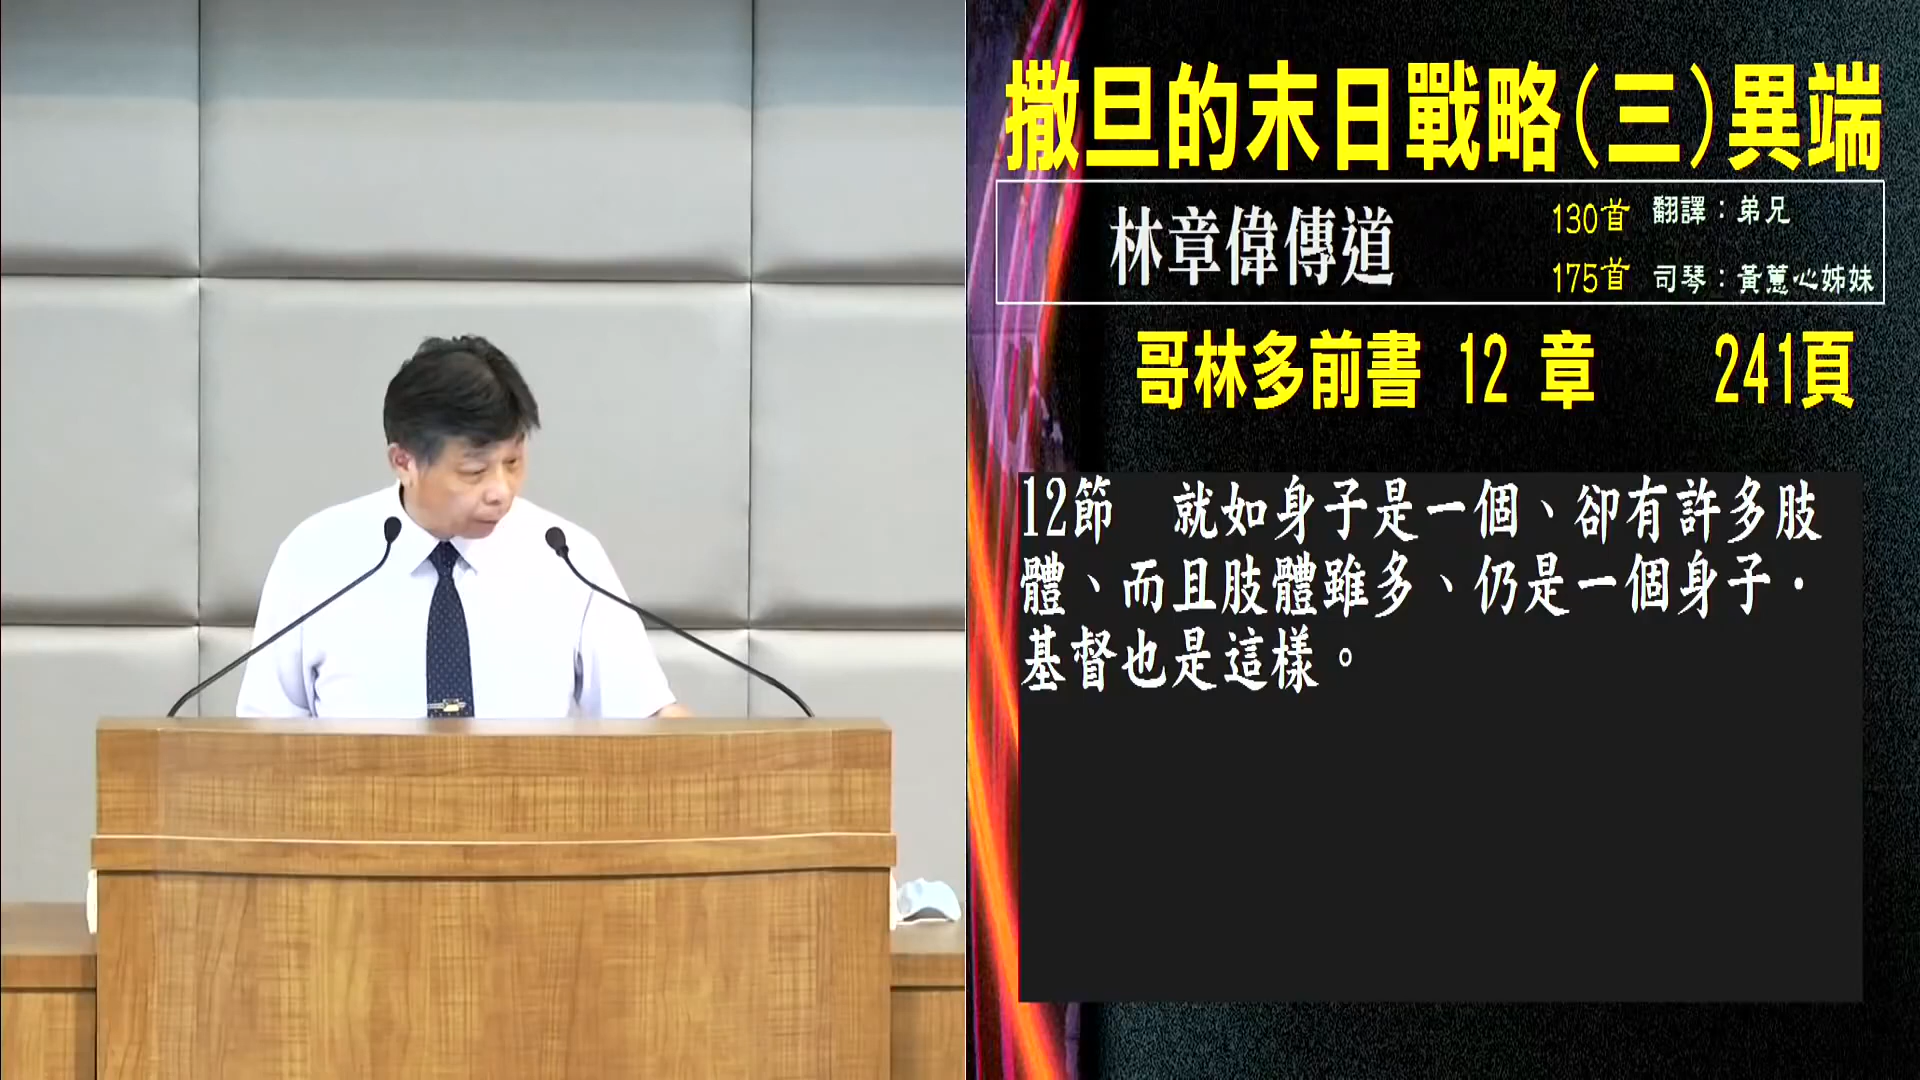 撒旦的末日戰略(三)異端
林章偉傳道
130首 翻譯：弟兄
175首 司琴：黃蕙心姊妹
哥林多前書 12 章 241頁
12節 就如身子是一個、卻有許多肢
體、而且肢體雖多、仍是一個身子．
基督也是這樣。